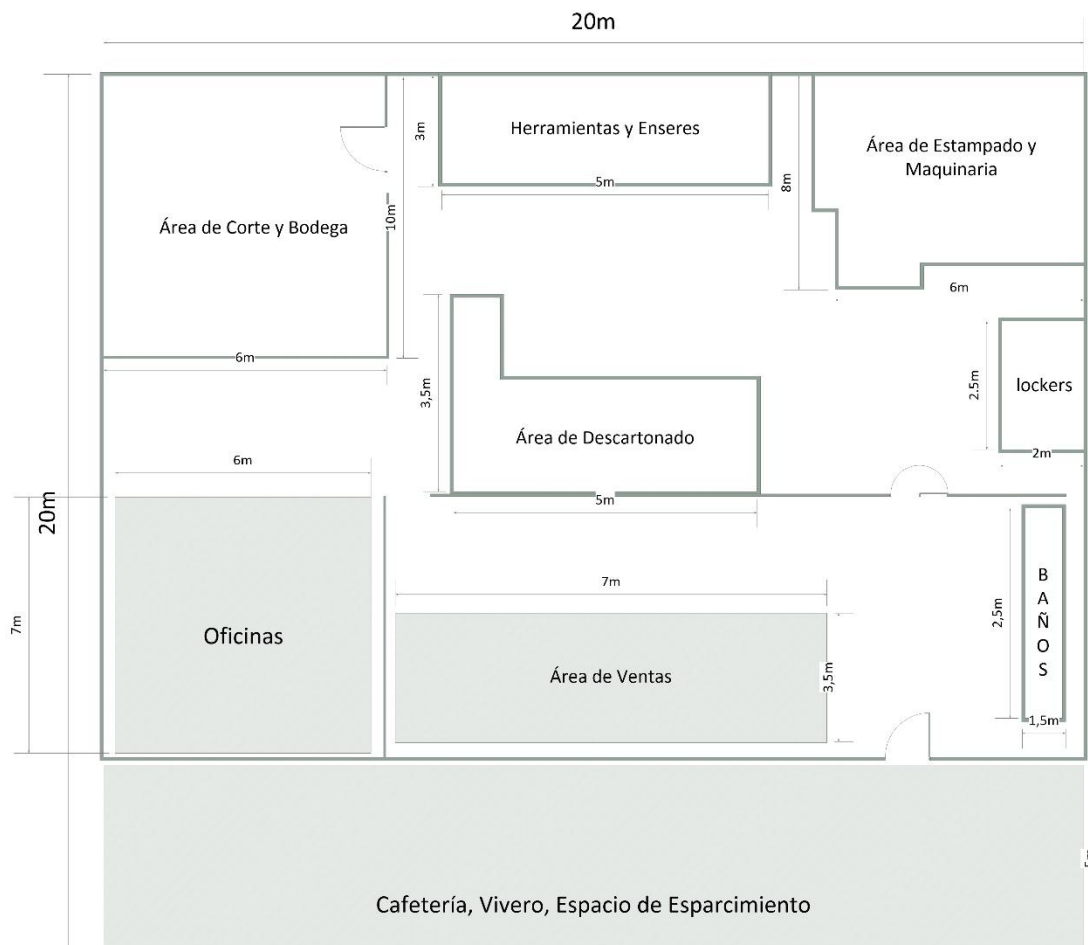 20m
Herramientas y Enseres
3m
5m
Área de Estampado y
Maquinaria
8m
Área de Corte y Bodega
10m
6m
6m
3,5m
Área de Descartonado
5m
2.5m
lockers
2m
20m
6m
7m
Oficinas
7m
Área de Ventas
3,5m
2,5m
B
A
Ñ
O
S
1,5m
Cafetería, Vivero, Espacio de Esparcimiento